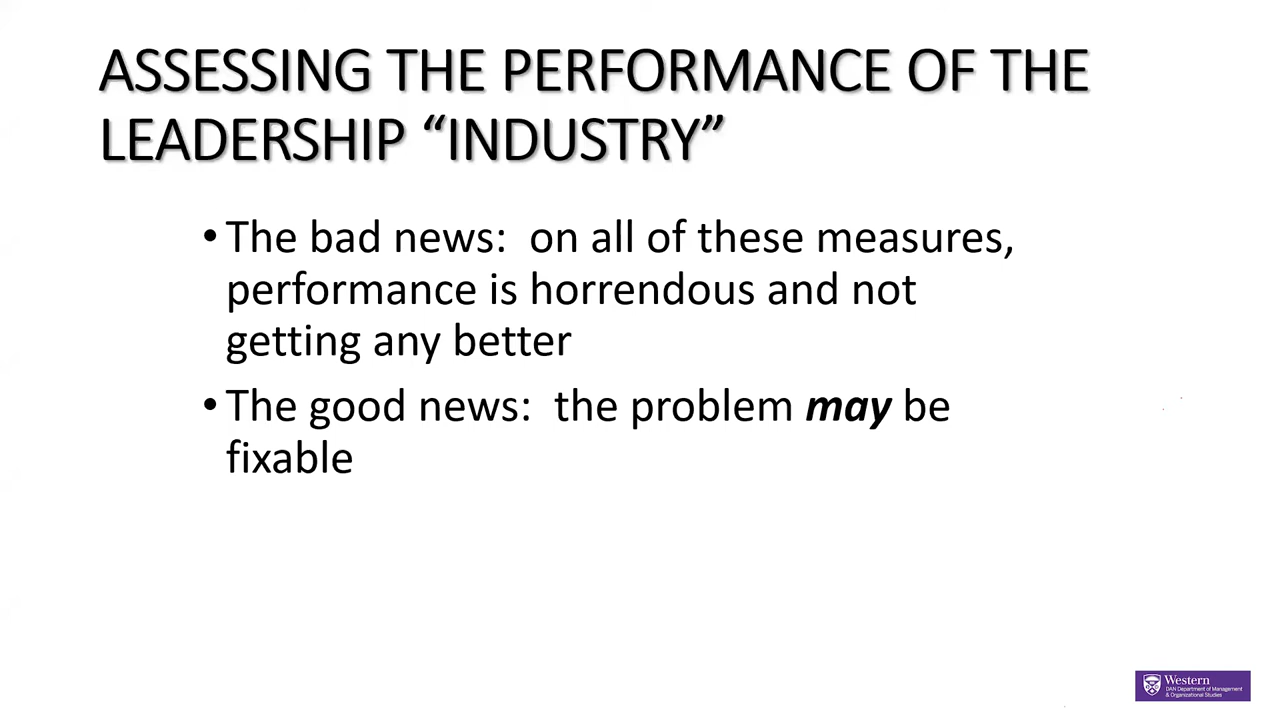 ASSESSING THE PERFORMANCE OF THE
LEADERSHIP “INDUSTRY”
•The bad news:  on all of these measures,
performance is horrendous and not
getting any better
•The good news:  the problem may be
fixable
Western
DAN Department of Management
& Organizational Studies